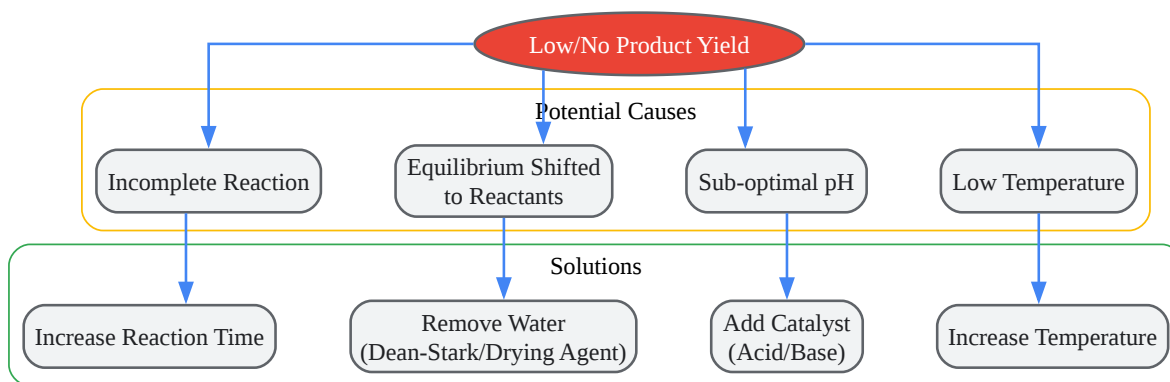 Low/No Product Yield
Potential Causes
Incomplete Reaction
Equilibrium Shifted
to Reactants
Sub-optimal pH
Low Temperature
Solutions
Increase Reaction Time
Remove Water
(Dean-Stark/Drying Agent)
Add Catalyst
(Acid/Base)
Increase Temperature